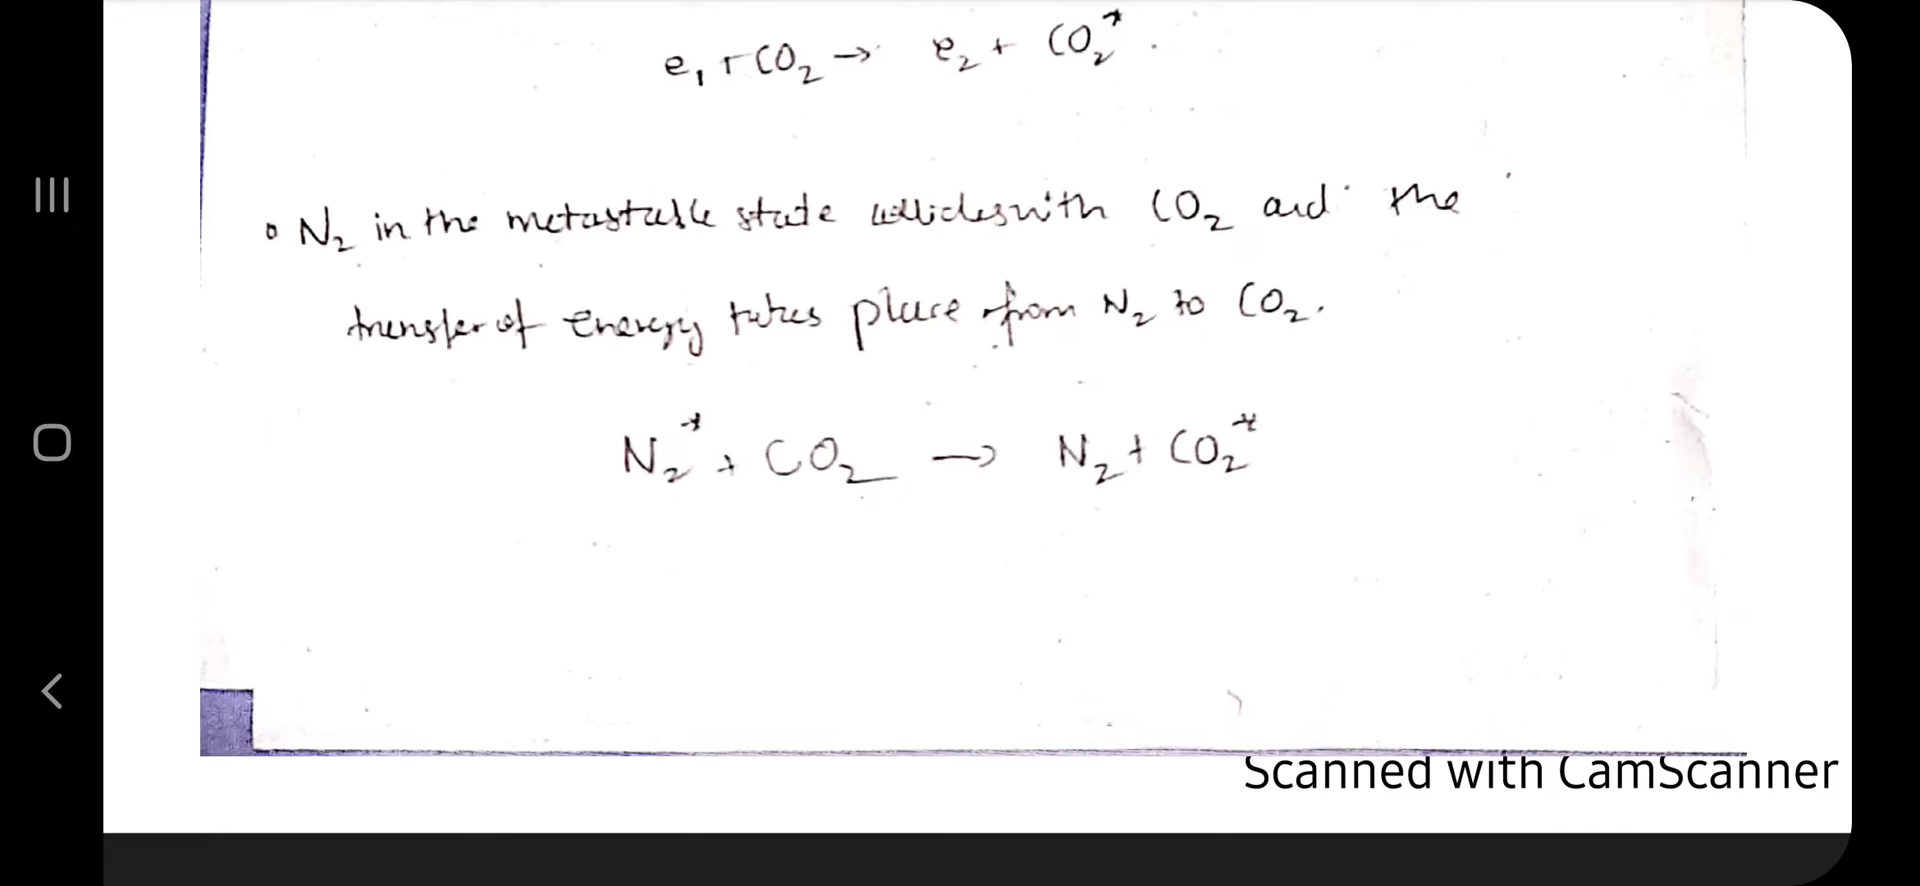 e₁ + CO₂ → e₂ + CO₂* .
• N₂ in the metastable state collides with CO₂ and the
transfer of energy takes place from N₂ to CO₂.
N₂* + CO₂ → N₂ + CO₂*
Scanned with CamScanner